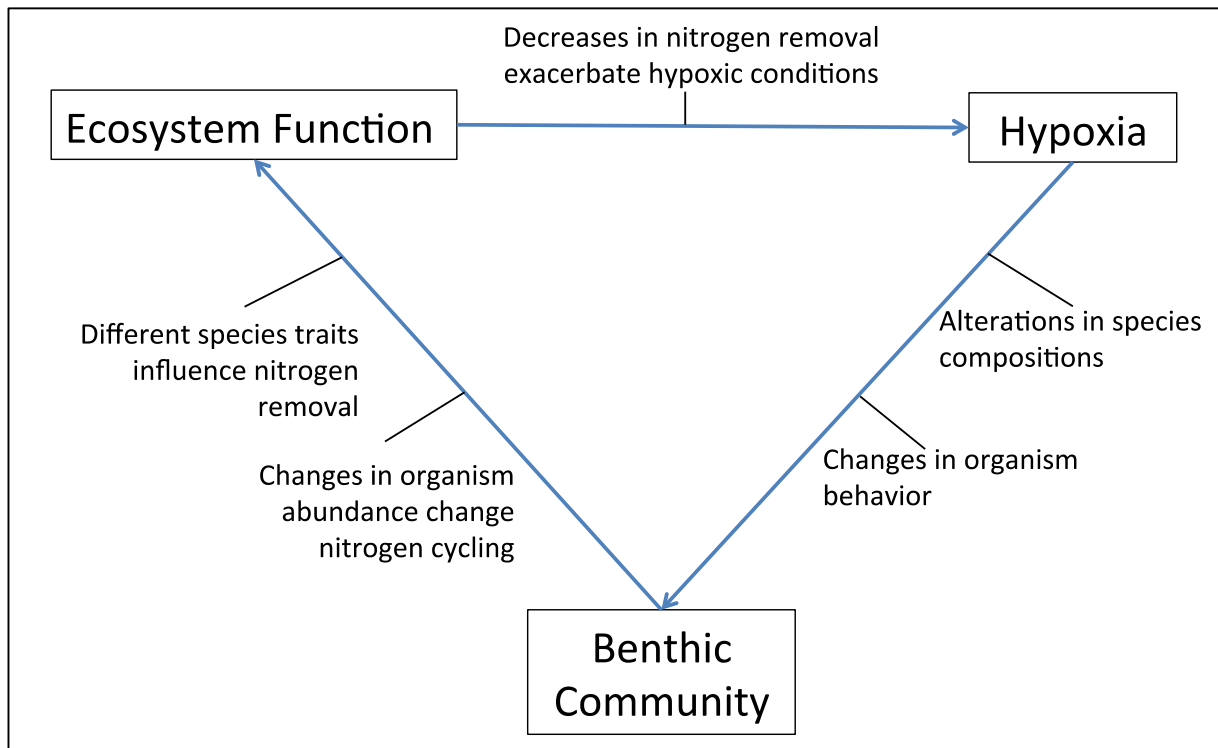 Decreases in nitrogen removal
exacerbate hypoxic conditions
Ecosystem Function
Hypoxia
Different species traits
influence nitrogen
removal
Alterations in species
compositions
Changes in organism
abundance change
nitrogen cycling
Changes in organism
behavior
Benthic
Community